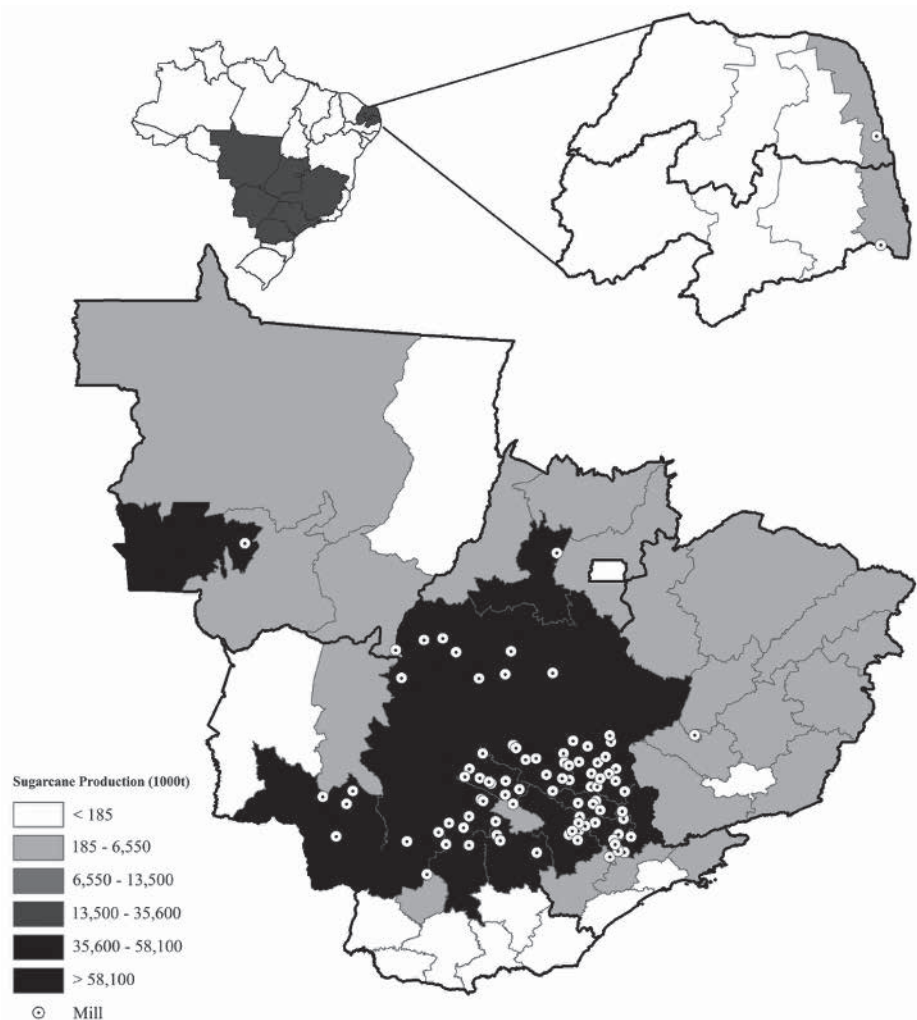 Sugarcane Production (1000t)
< 185
185 - 6,550
6,550 - 13,500
13,500 - 35,600
35,600 - 58,100
> 58,100
Mill